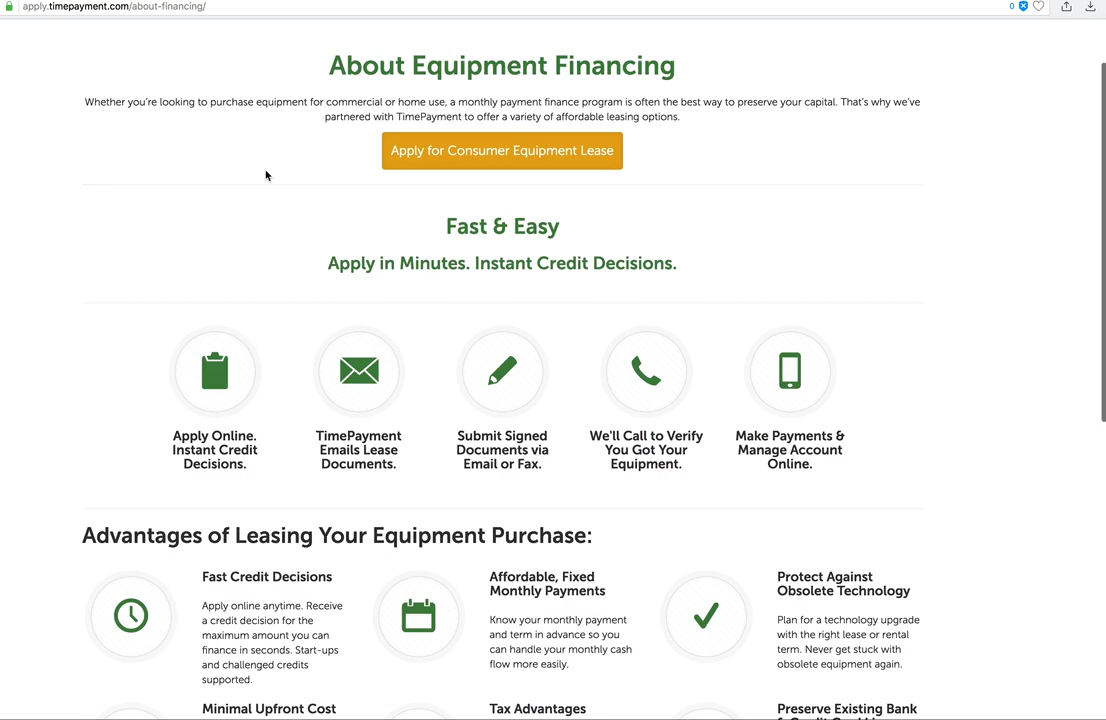 apply.timepayment.com/about-financing/
0
About Equipment Financing
Whether you're looking to purchase equipment for commercial or home use, a monthly payment finance program is often the best way to preserve your capital. That's why we've
partnered with TimePayment to offer a variety of affordable leasing options.
Apply for Consumer Equipment Lease
Fast & Easy
Apply in Minutes. Instant Credit Decisions.
Apply Online.
Instant Credit
Decisions.
TimePayment
Emails Lease
Documents.
Submit Signed
Documents via
Email or Fax.
We'll Call to Verify
You Got Your
Equipment.
Make Payments &
Manage Account
Online.
Advantages of Leasing Your Equipment Purchase:
Fast Credit Decisions
Apply online anytime. Receive
a credit decision for the
maximum amount you can
finance in seconds. Start-ups
and challenged credits
supported.
Affordable, Fixed
Monthly Payments
Know your monthly payment
and term in advance so you
can handle your monthly cash
flow more easily.
Protect Against
Obsolete Technology
Plan for a technology upgrade
with the right lease or rental
term. Never get stuck with
obsolete equipment again.
Minimal Upfront Cost
Tax Advantages
Preserve Existing Bank